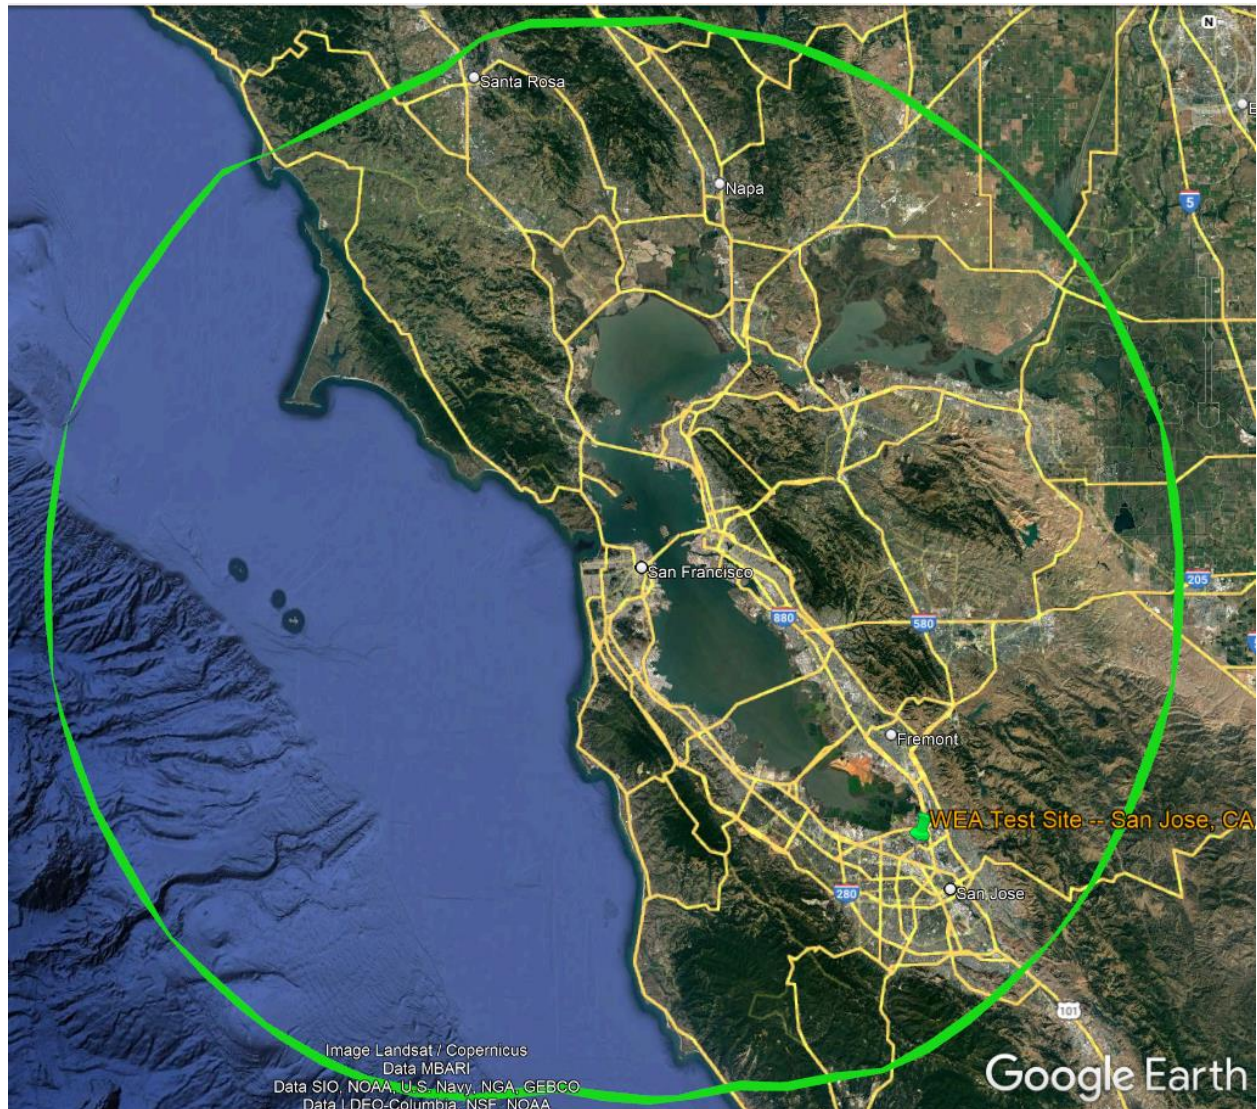 N
Santa Rosa
E
Napa
5
San Francisco
205
880
580
Fremont
WEA Test Site -- San Jose, CA
280
San Jose
101
Image Landsat / Copernicus
Data MBARI
Data SIO, NOAA, U.S. Navy, NGA, GEBCO
Data LDEO-Columbia, NSF, NOAA
Google Earth